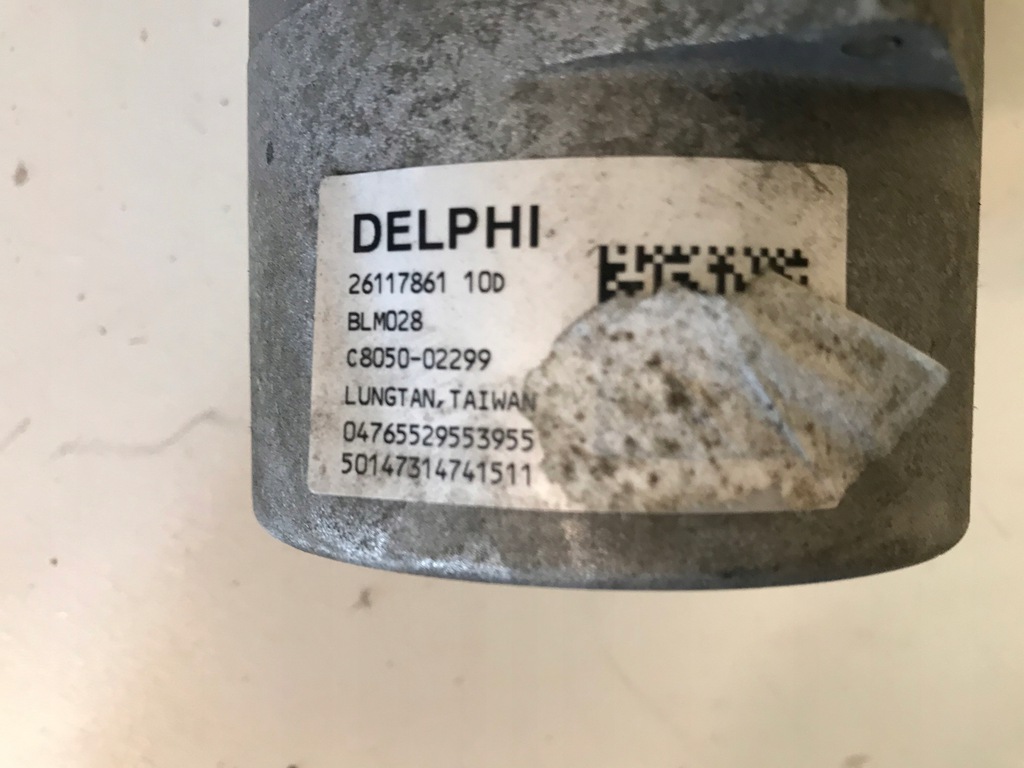 DELPHI
26117861 10D
BLM028
C8050-02299
LUNGTAN, TAIWAN
04765529553955
50147314741511